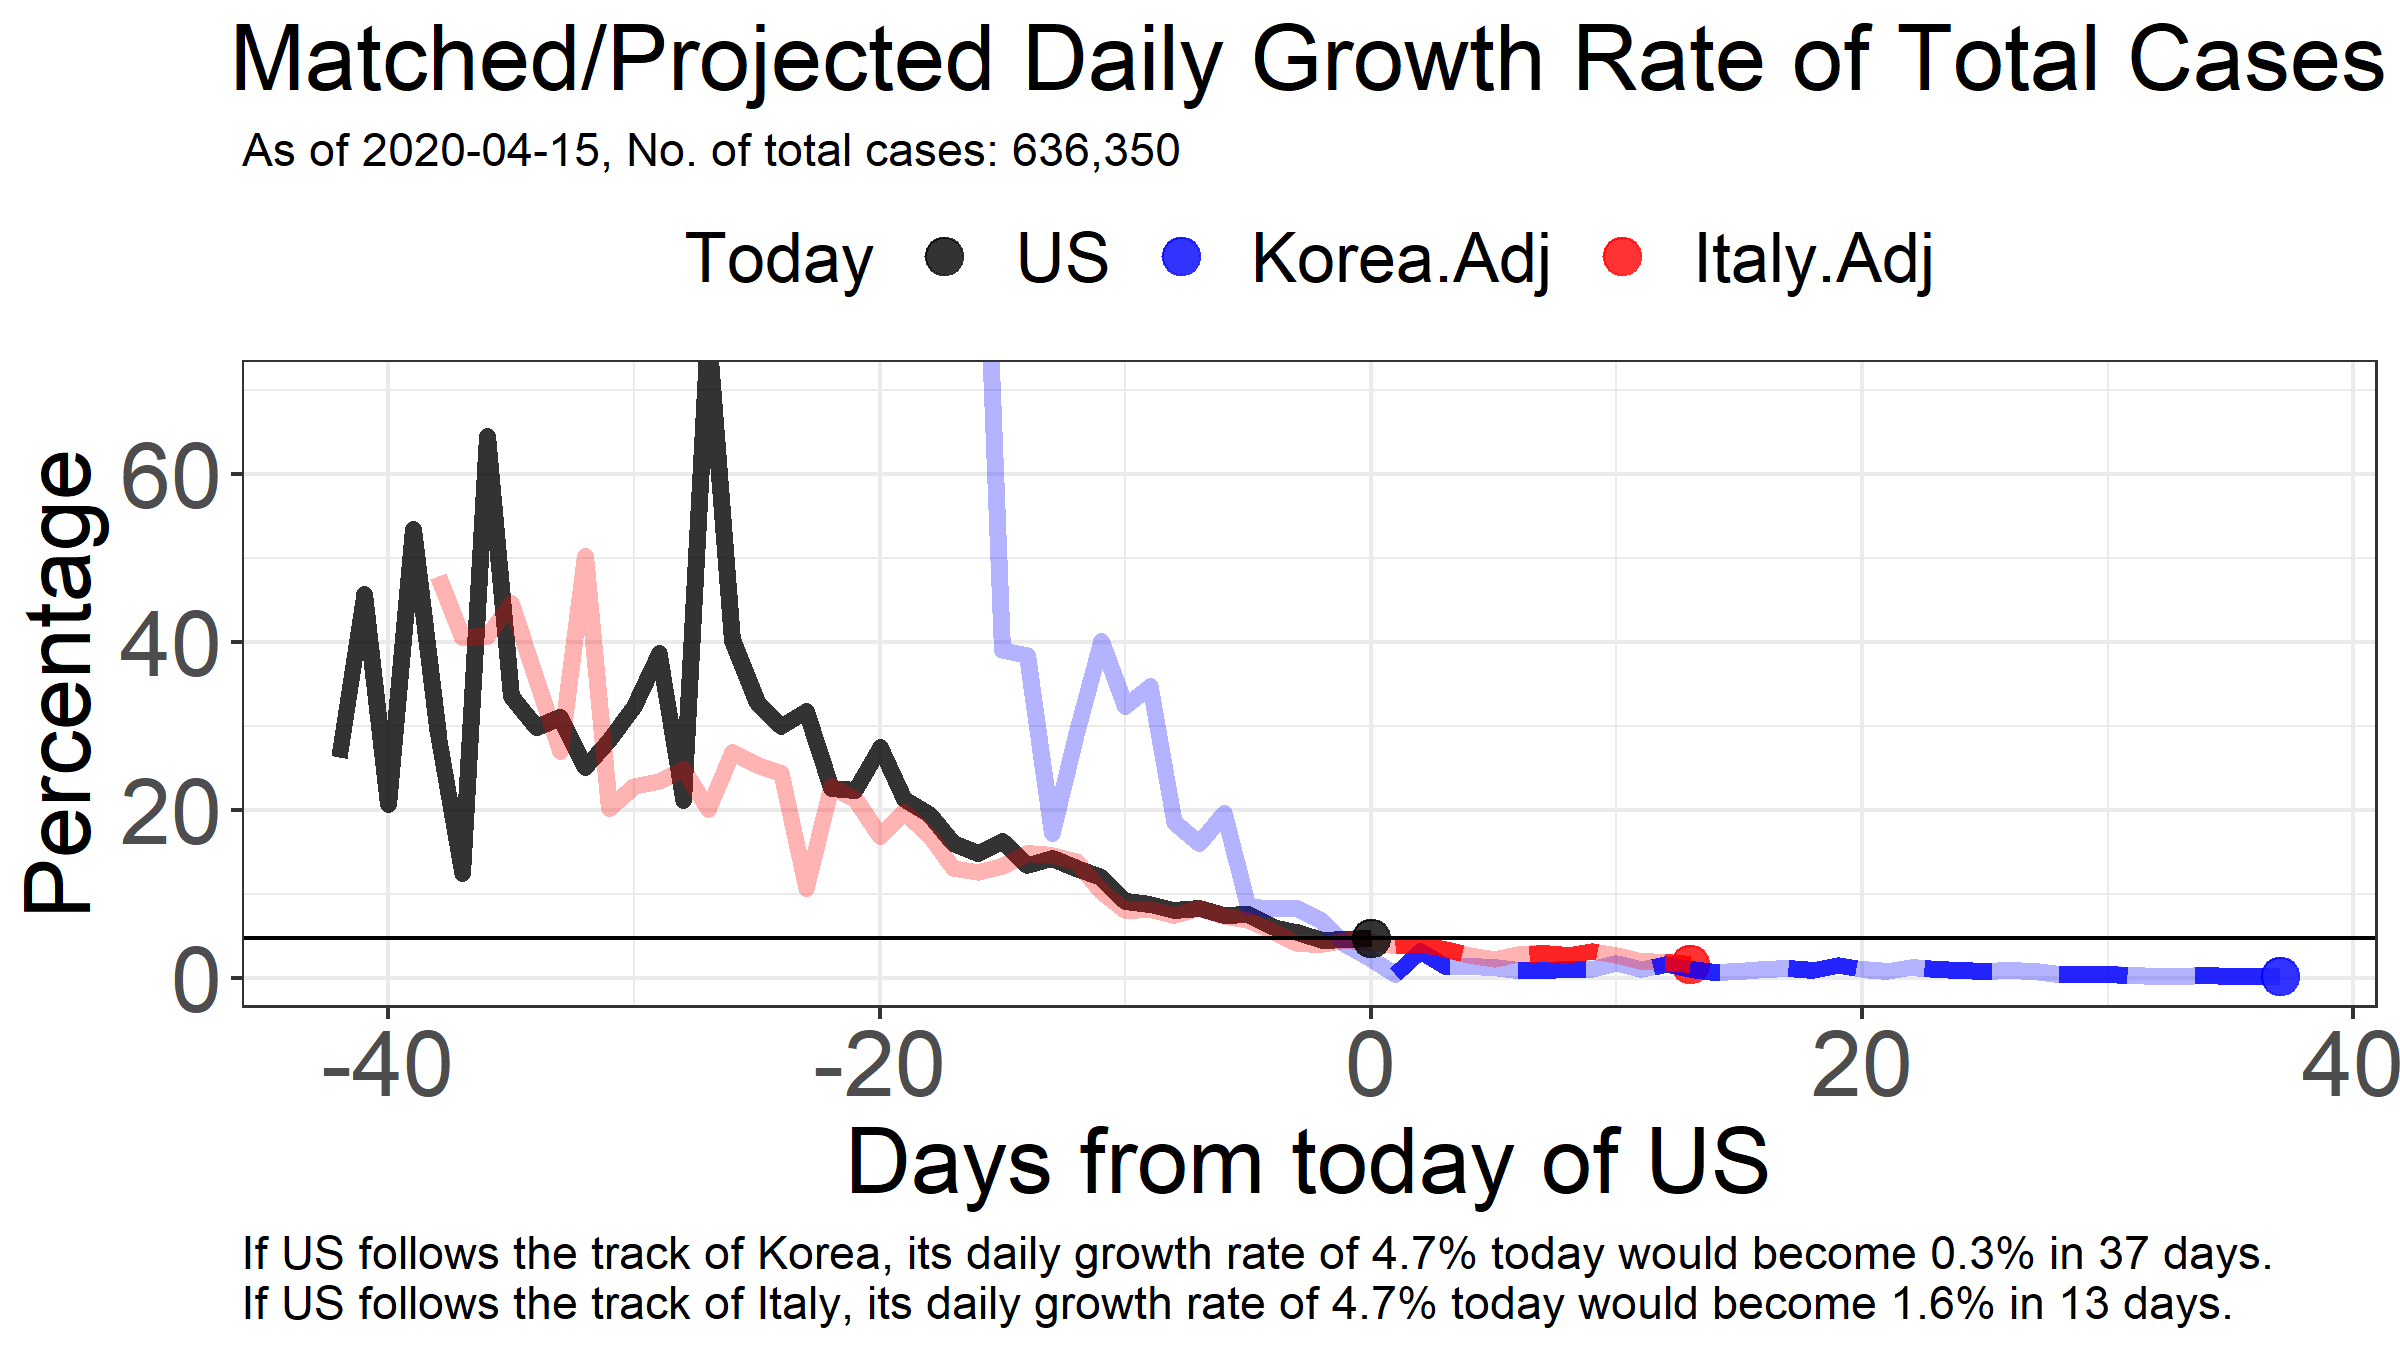 Matched/Projected Daily Growth Rate of Total Cases
As of 2020-04-15, No. of total cases: 636,350
Today US Korea.Adj Italy.Adj
Percentage
60
40
20
0
-40 -20 0 20 40
Days from today of US
If US follows the track of Korea, its daily growth rate of 4.7% today would become 0.3% in 37 days.
If US follows the track of Italy, its daily growth rate of 4.7% today would become 1.6% in 13 days.